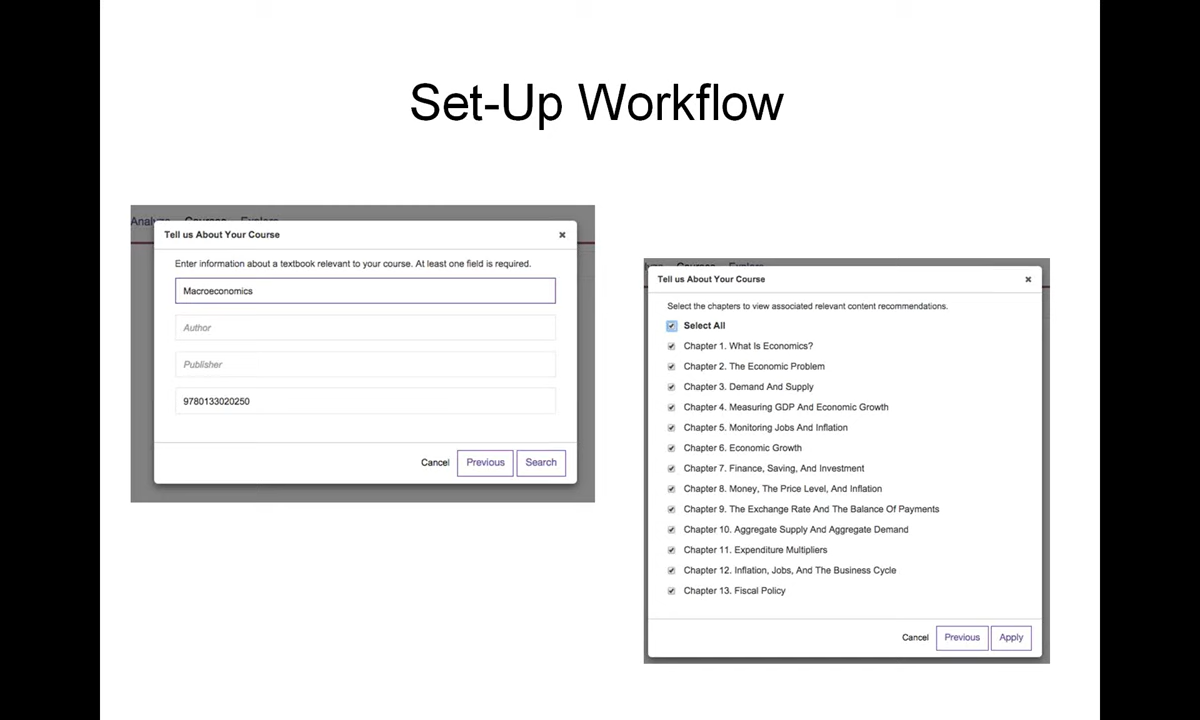 Set-Up Workflow
Courses
Tell us About Your Course
×
Enter information about a textbook relevant to your course. At least one field is required.
Macroeconomics
Author
Publisher
9780133020250
Cancel
Previous
Search
Tell us About Your Course
×
Select the chapters to view associated relevant content recommendations.
Select All
Chapter 1. What Is Economics?
Chapter 2. The Economic Problem
Chapter 3. Demand And Supply
Chapter 4. Measuring GDP And Economic Growth
Chapter 5. Monitoring Jobs And Inflation
Chapter 6. Economic Growth
Chapter 7. Finance, Saving, And Investment
Chapter 8. Money, The Price Level, And Inflation
Chapter 9. The Exchange Rate And The Balance Of Payments
Chapter 10. Aggregate Supply And Aggregate Demand
Chapter 11. Expenditure Multipliers
Chapter 12. Inflation, Jobs, And The Business Cycle
Chapter 13. Fiscal Policy
Cancel
Previous
Apply